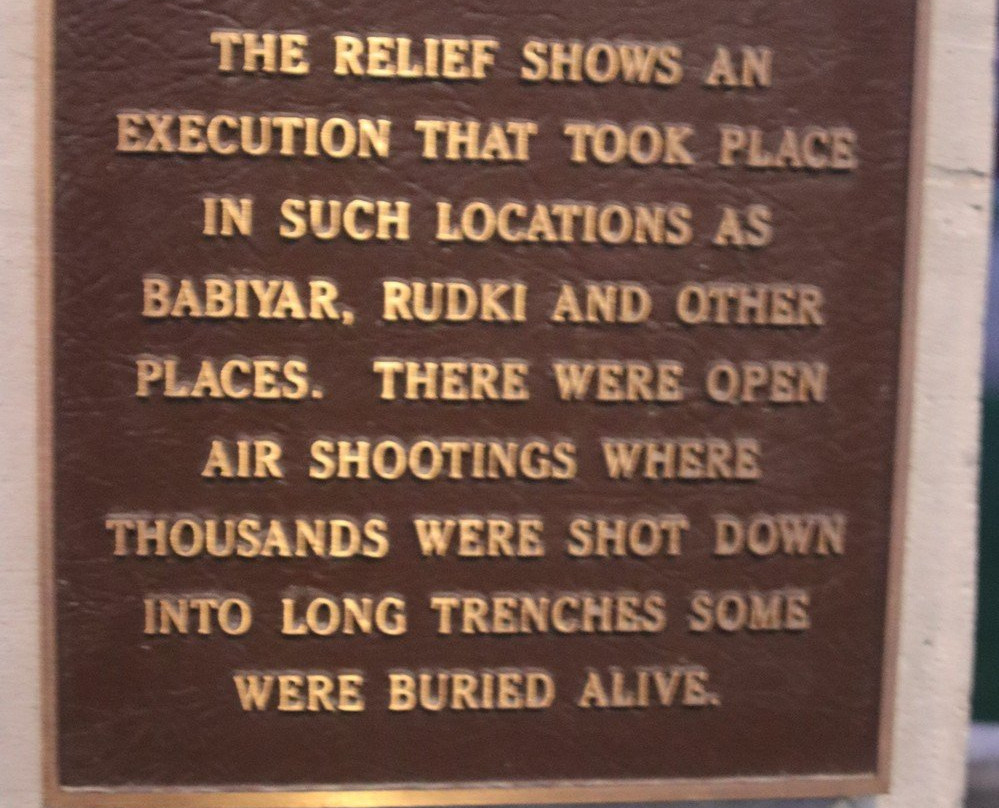 THE RELIEF SHOWS AN
EXECUTION THAT TOOK PLACE
IN SUCH LOCATIONS AS
BABIYAR, RUDKI AND OTHER
PLACES. THERE WERE OPEN
AIR SHOOTINGS WHERE
THOUSANDS WERE SHOT DOWN
INTO LONG TRENCHES SOME
WERE BURIED ALIVE.